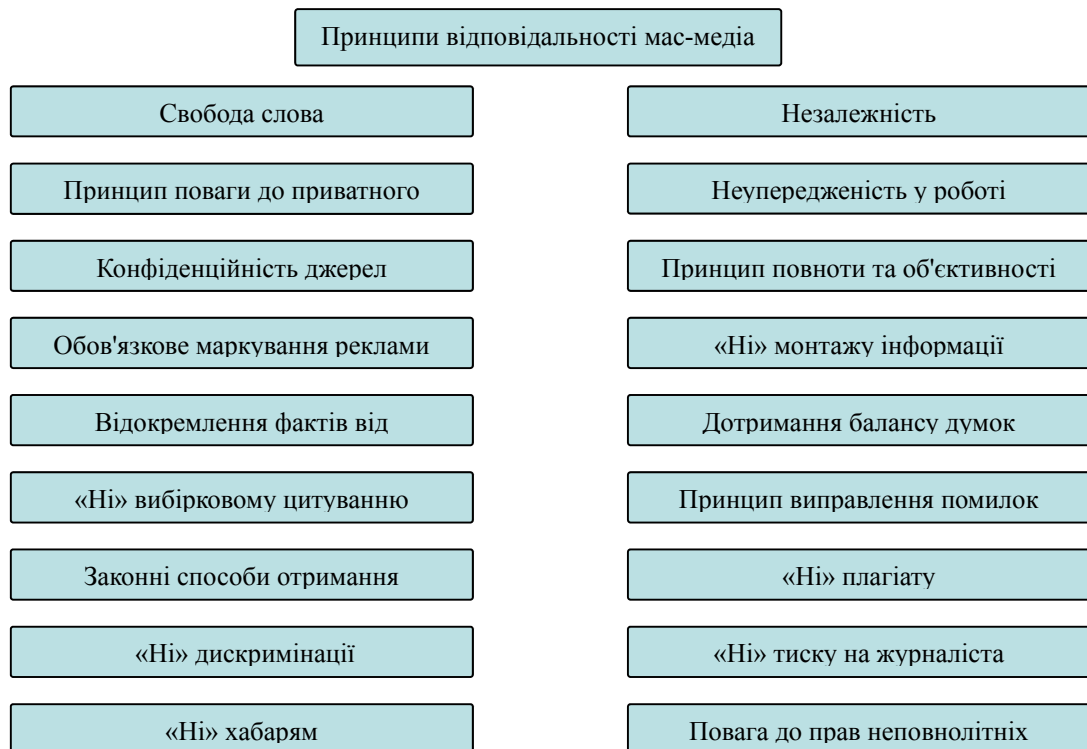 Принципи відповідальності мас-медіа
Свобода слова
Незалежність
Принцип поваги до приватного
Неупередженість у роботі
Конфіденційність джерел
Принцип повноти та об'єктивності
Обов'язкове маркування реклами
«Ні» монтажу інформації
Відокремлення фактів від
Дотримання балансу думок
«Ні» вибірковому цитуванню
Принцип виправлення помилок
Законні способи отримання
«Ні» плагіату
«Ні» дискримінації
«Ні» тиску на журналіста
«Ні» хабарям
Повага до прав неповнолітніх